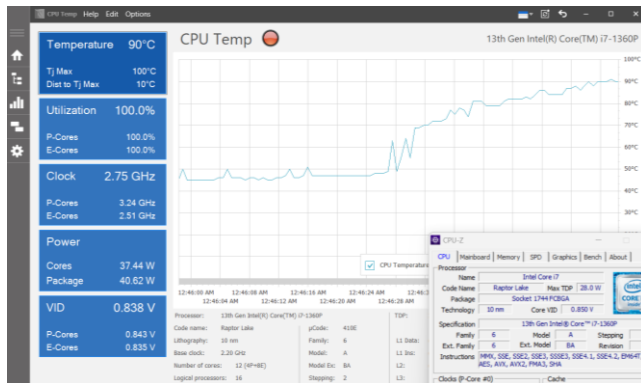 CPU Temp Help Edit Options
Temperature 90°C
Tj Max 100°C
Dist to Tj Max 10°C
Utilization 100.0%
P-Cores 100.0%
E-Cores 100.0%
Clock 2.75 GHz
P-Cores 3.24 GHz
E-Cores 2.51 GHz
Power
Cores 37.44 W
Package 40.62 W
VID 0.838 V
P-Cores 0.843 V
E-Cores 0.835 V
CPU Temp 13th Gen Intel(R) Core(TM) i7-1360P
100°C
90°C
80°C
70°C
60°C
50°C
40°C
30°C
CPU Temperature
12:46:00 AM 12:46:08 AM 12:46:16 AM 12:46:24 AM
12:46:04 AM 12:46:12 AM 12:46:20 AM 12:46:28 AM
Processor: 13th Gen Intel(R) Core(TM) i7-1360P TDP:
Code name: Raptor Lake µCode: 410E
Lithography: 10 nm Family: 6 L1 Data:
Base clock: 2.20 GHz Model: A L1 Ins:
Number of cores: 12 (4P+8E) Model Ex: BA L2:
Logical processors: 16 Stepping: 2 L3:
CPU-Z
CPU Mainboard Memory SPD Graphics Bench About
Processor
Name Intel Core i7
Code Name Raptor Lake Max TDP 28.0 W
Package Socket 1744 FCBGA
Technology 10 nm Core VID 0.850 V
intel
CORE
Specification 13th Gen Intel® Core™ i7-1360P
Family 6 Model A Stepping
Ext. Family 6 Ext. Model BA Revision
Instructions MMX, SSE, SSE2, SSE3, SSSE3, SSE4.1, SSE4.2, EM64T,
AES, AVX, AVX2, FMA3, SHA
Clocks (P-Core #0) Cache